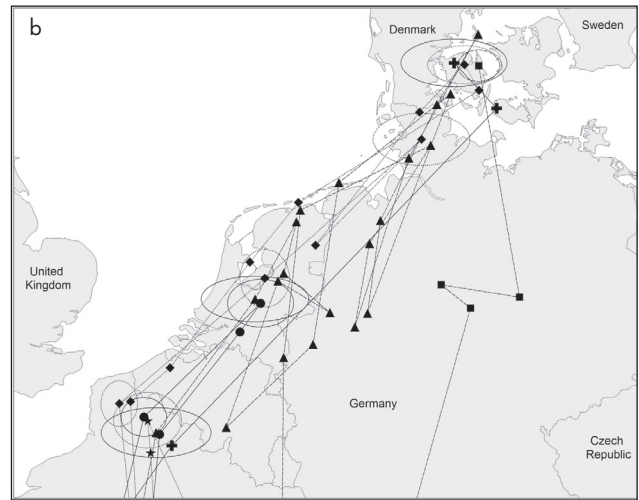 b
Denmark
Sweden
United
Kingdom
Germany
Czech
Republic